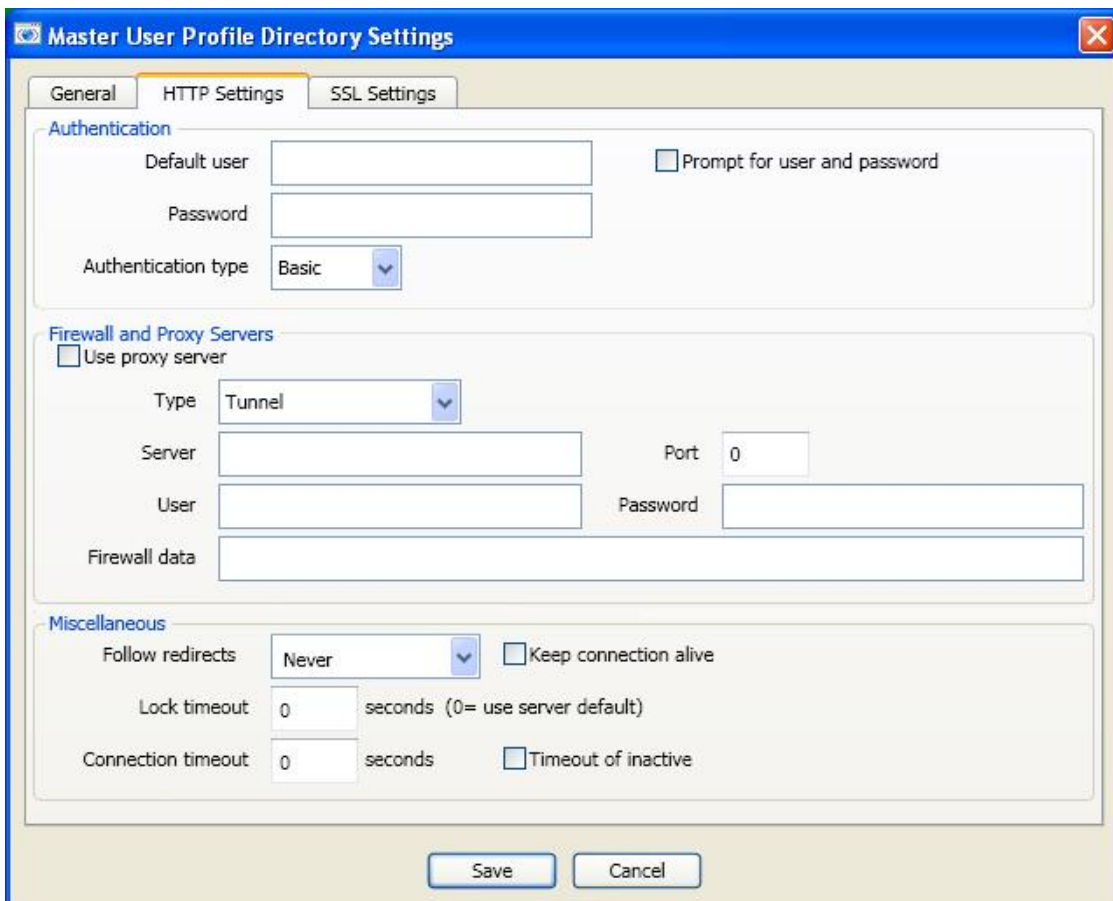 Master User Profile Directory Settings
General HTTP Settings SSL Settings
Authentication
Default user Prompt for user and password
Password
Authentication type Basic
Firewall and Proxy Servers
Use proxy server
Type Tunnel
Server Port 0
User Password
Firewall data
Miscellaneous
Follow redirects Never Keep connection alive
Lock timeout 0 seconds (0= use server default)
Connection timeout 0 seconds Timeout of inactive
Save Cancel